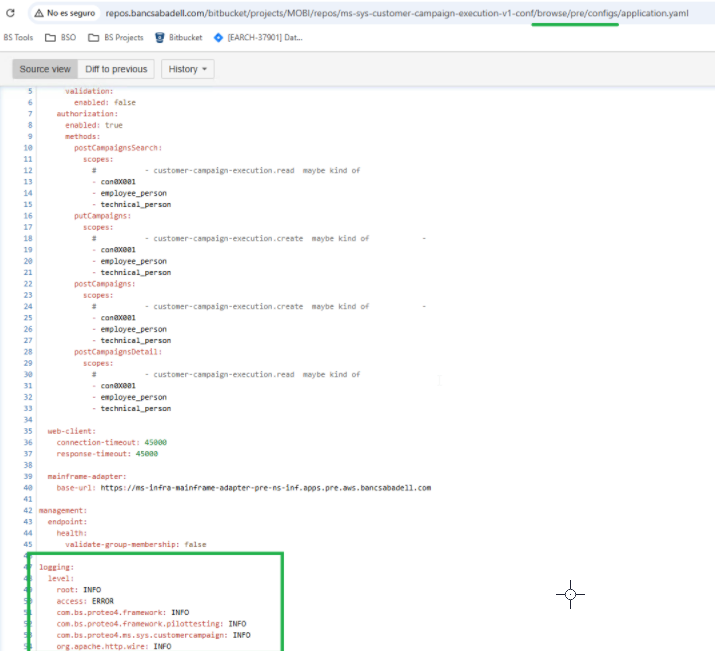 No es seguro repos.bancsabadell.com/bitbucket/projects/MOBI/repos/ms-sys-customer-campaign-execution-v1-conf/browse/pre/configs/application.yaml
BS Tools BSO BS Projects Bitbucket [EARCH-37901] Dat...
Source view Diff to previous History
5 validation:
6 enabled: false
7 authorization:
8 enabled: true
9 methods:
10 postCampaignsSearch:
11 scopes:
12 # - customer-campaign-execution.read maybe kind of
13 - con0X001
14 - employee_person
15 - technical_person
16 putCampaigns:
17 scopes:
18 # - customer-campaign-execution.create maybe kind of -
19 - con0X001
20 - employee_person
21 - technical_person
22 postCampaigns:
23 scopes:
24 # - customer-campaign-execution.create maybe kind of -
25 - con0X001
26 - employee_person
27 - technical_person
28 postCampaignsDetail:
29 scopes:
30 # - customer-campaign-execution.read maybe kind of
31 - con0X001
32 - employee_person
33 - technical_person
34
35 web-client:
36 connection-timeout: 45000
37 response-timeout: 45000
38
39 mainframe-adapter:
40 base-url: https://ms-infra-mainframe-adapter-pre-ns-inf.apps.pre.aws.bancsabadell.com
41
42 management:
43 endpoint:
44 health:
45 validate-group-membership: false
logging:
level:
root: INFO
access: ERROR
com.bs.proteo4.framework: INFO
com.bs.proteo4.framework.pilottesting: INFO
com.bs.proteo4.ms.sys.customercampaign: INFO
org.apache.http.wire: INFO